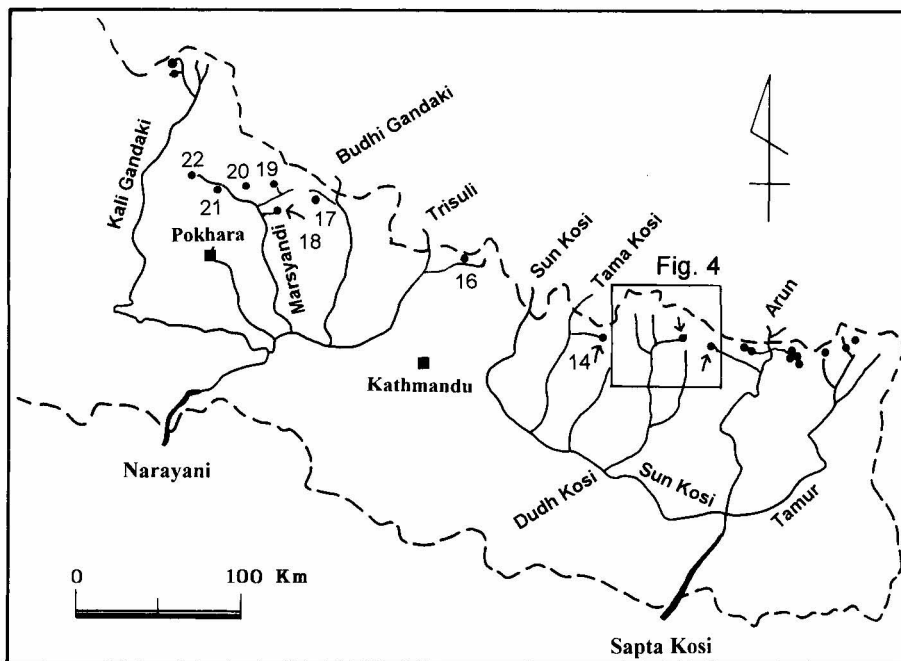 Kali Gandaki
Budhi Gandaki
22
20
19
21
17
18
Pokhara
Marsyandi
Trisuli
16
Sun Kosi
Tama Kosi
Fig. 4
Arun
14
Kathmandu
Narayani
Dudh Kosi
Sun Kosi
Tamur
0 100 Km
Sapta Kosi